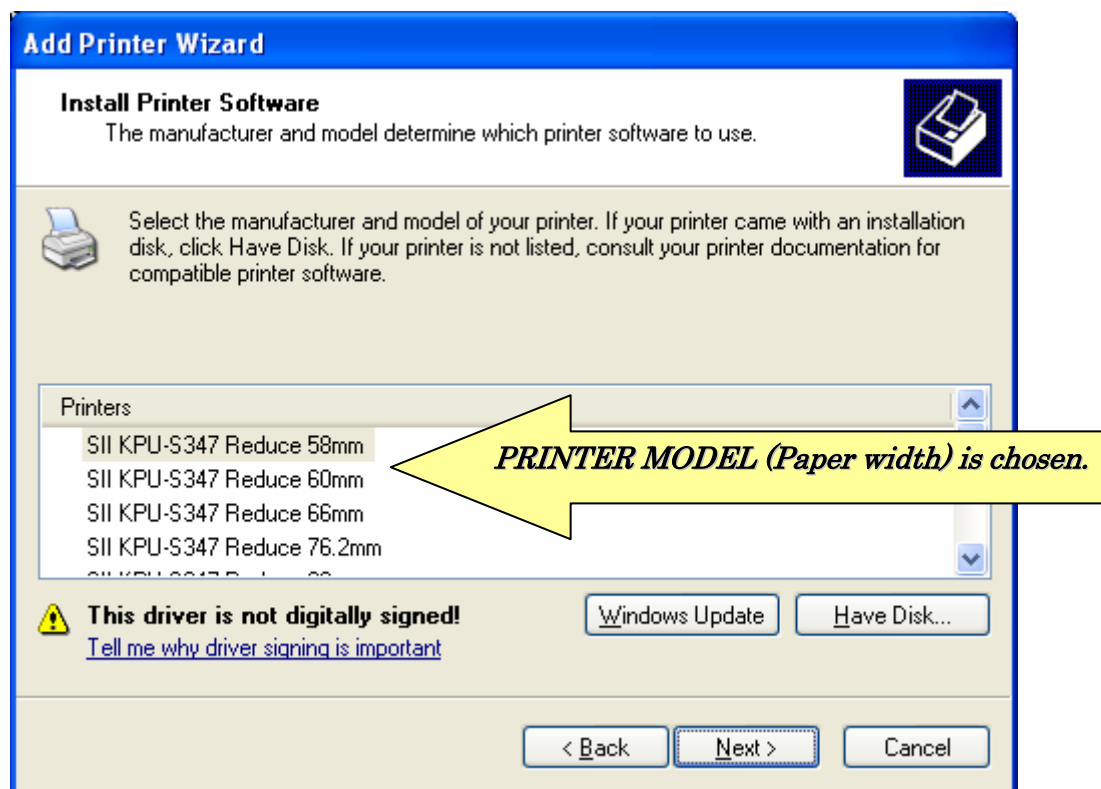 Add Printer Wizard
Install Printer Software
The manufacturer and model determine which printer software to use.
Select the manufacturer and model of your printer. If your printer came with an installation
disk, click Have Disk. If your printer is not listed, consult your printer documentation for
compatible printer software.
Printers
SII KPU-S347 Reduce 58mm
PRINTER MODEL (Paper width) is chosen.
SII KPU-S347 Reduce 60mm
SII KPU-S347 Reduce 66mm
SII KPU-S347 Reduce 76.2mm
This driver is not digitally signed!
Windows Update
Have Disk...
Tell me why driver signing is important
< Back
Next >
Cancel